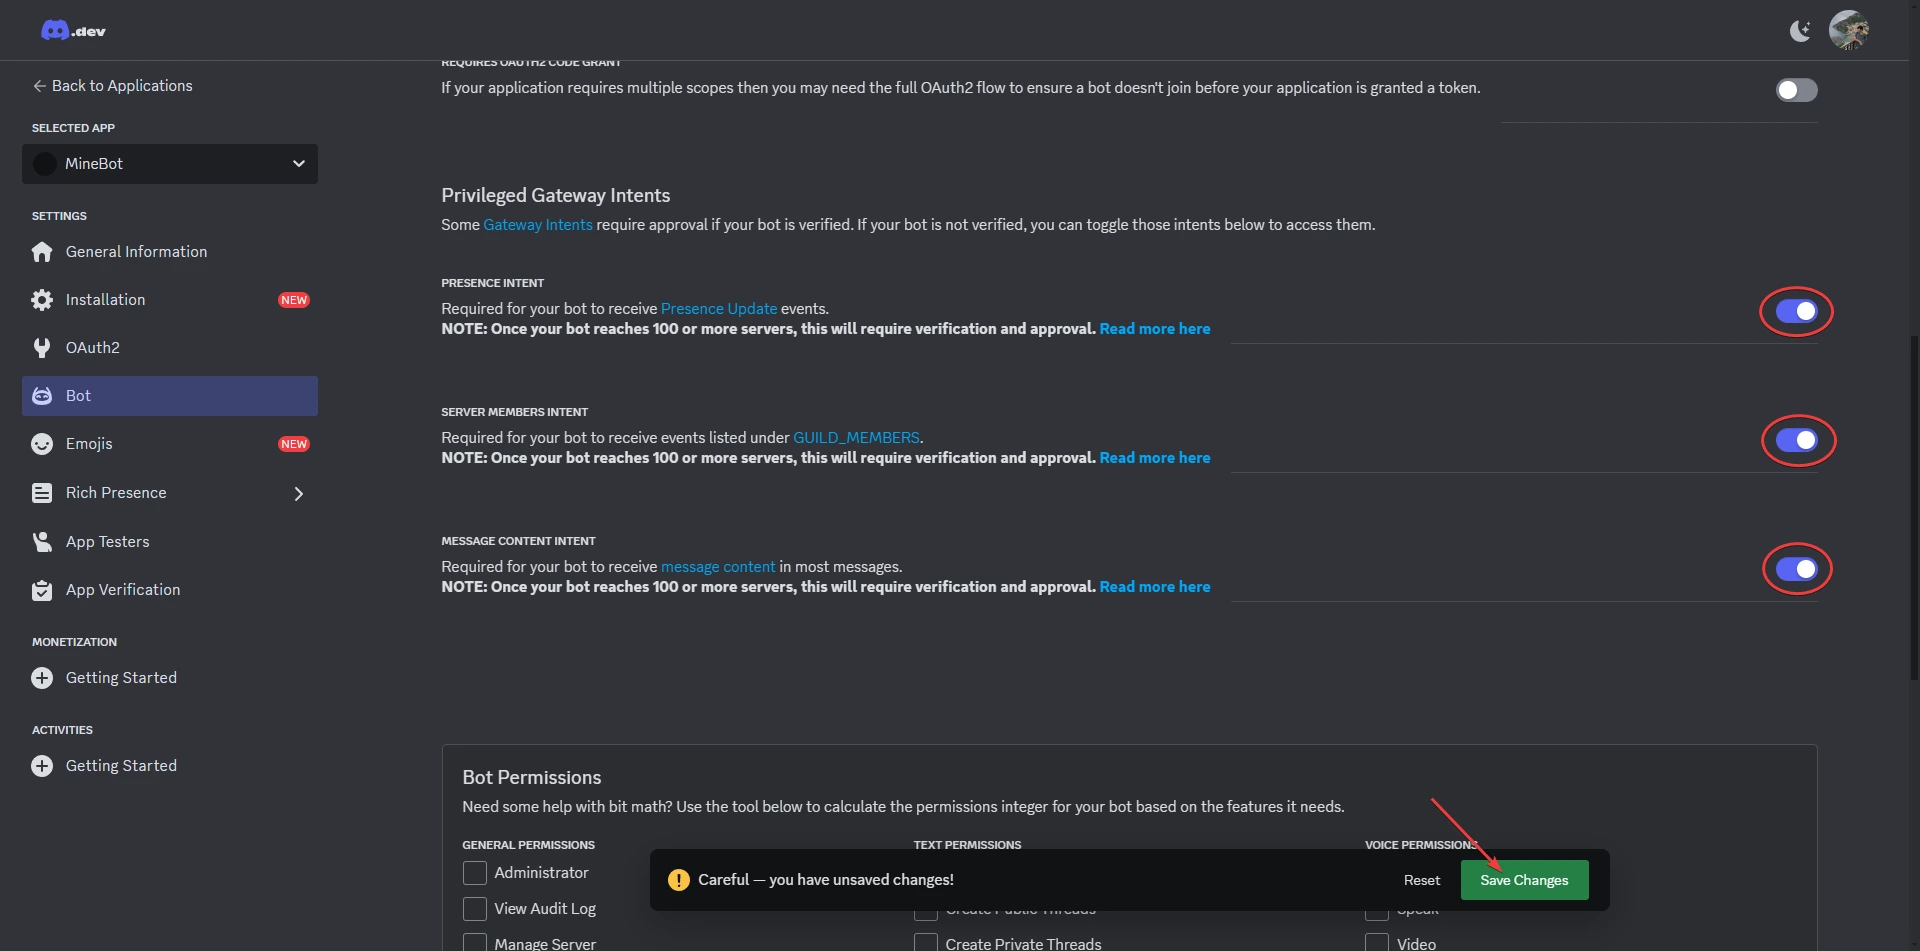 .dev
Back to Applications
SELECTED APP
MineBot
SETTINGS
General Information
Installation NEW
OAuth2
Bot
Emojis NEW
Rich Presence
App Testers
App Verification
MONETIZATION
Getting Started
ACTIVITIES
Getting Started
REQUIRES OAUTH2 CODE GRANT
If your application requires multiple scopes then you may need the full OAuth2 flow to ensure a bot doesn't join before your application is granted a token.
Privileged Gateway Intents
Some Gateway Intents require approval if your bot is verified. If your bot is not verified, you can toggle those intents below to access them.
PRESENCE INTENT
Required for your bot to receive Presence Update events.
NOTE: Once your bot reaches 100 or more servers, this will require verification and approval. Read more here
SERVER MEMBERS INTENT
Required for your bot to receive events listed under GUILD_MEMBERS.
NOTE: Once your bot reaches 100 or more servers, this will require verification and approval. Read more here
MESSAGE CONTENT INTENT
Required for your bot to receive message content in most messages.
NOTE: Once your bot reaches 100 or more servers, this will require verification and approval. Read more here
Bot Permissions
Need some help with bit math? Use the tool below to calculate the permissions integer for your bot based on the features it needs.
GENERAL PERMISSIONS TEXT PERMISSIONS VOICE PERMISSIONS
Administrator
Careful — you have unsaved changes! Reset Save Changes
View Audit Log Create Public Threads Speak
Manage Server Create Private Threads Video